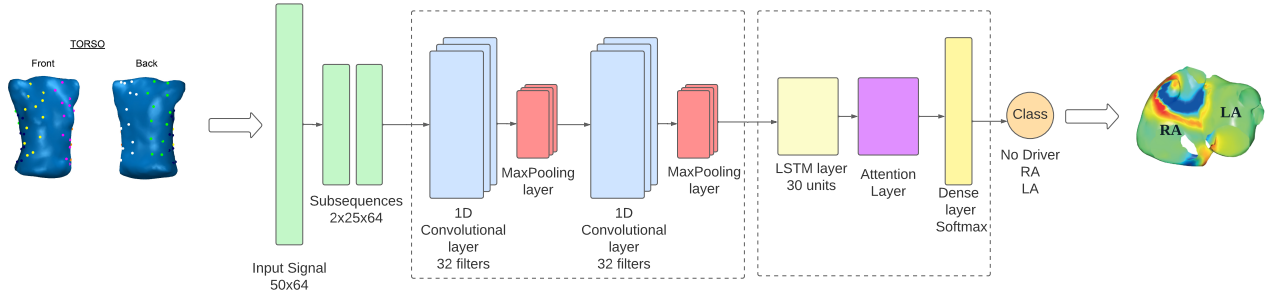 TORSO
Front
Back
Input Signal
50x64
Subsequences
2x25x64
1D
Convolutional
layer
32 filters
MaxPooling
layer
1D
Convolutional
layer
32 filters
MaxPooling
layer
LSTM layer
30 units
Attention
Layer
Dense
layer
Softmax
Class
No Driver
RA
LA
RA
LA